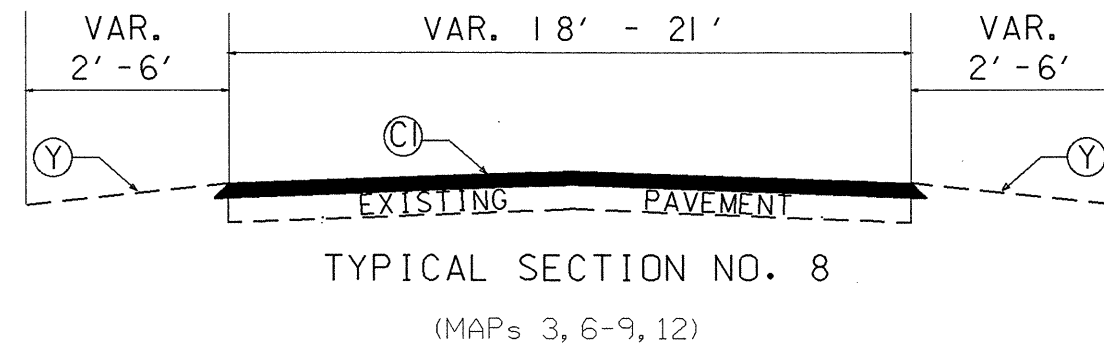 VAR.
2'-6'
VAR. 18' - 21'
VAR.
2'-6'
C1
Y
Y
EXISTING PAVEMENT
TYPICAL SECTION NO. 8
(MAPs 3, 6-9, 12)